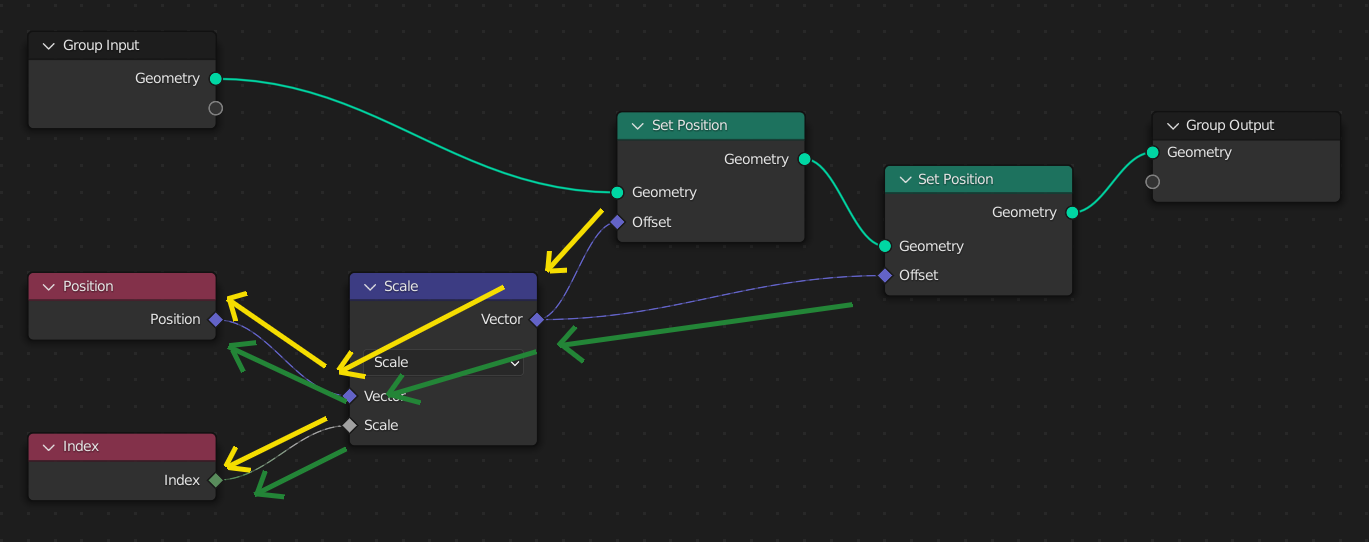 Group Input
Geometry
Set Position
Geometry
Geometry
Offset
Group Output
Geometry
Set Position
Geometry
Geometry
Offset
Position
Position
Scale
Vector
Scale
Vector
Scale
Index
Index